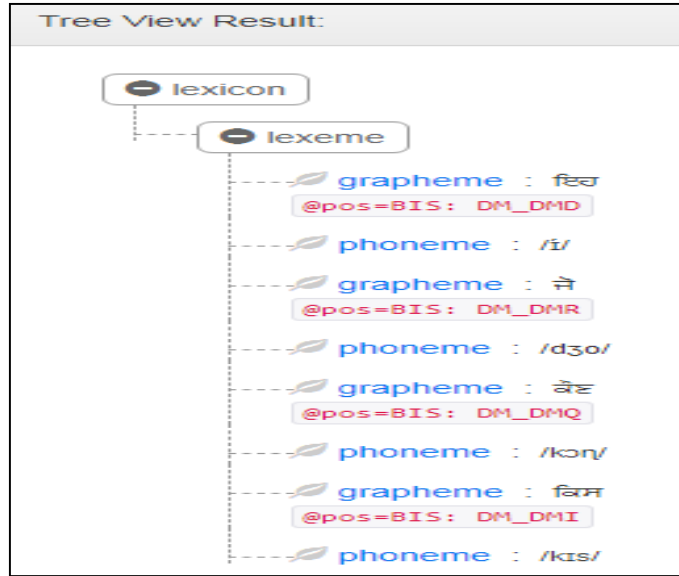 Tree View Result:
lexicon
lexeme
grapheme : ਇਹ
@pos=BIS: DM_DMD
phoneme : /í/
grapheme : ਜੋ
@pos=BIS: DM_DMR
phoneme : /dʒo/
grapheme : ਕੌਣ
@pos=BIS: DM_DMQ
phoneme : /kɔɳ/
grapheme : ਕਿਸ
@pos=BIS: DM_DMI
phoneme : /kɪs/